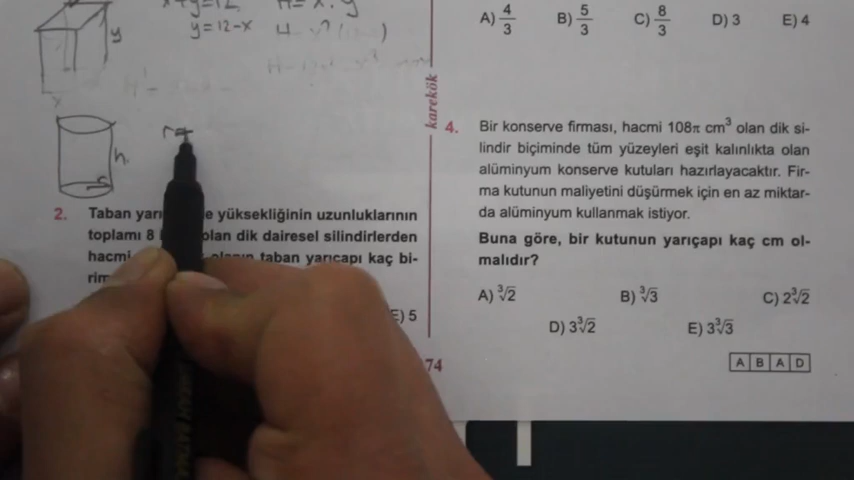 x+y=12
y=12-x
y
h
r=
2. Taban yarı e yüksekliğinin uzunluklarının
toplamı 8 olan dik dairesel silindirlerden
hacmi olanın taban yarıçapı kaç bi-
rim
E) 5
A) 4/3 B) 5/3 C) 8/3 D) 3 E) 4
karekök
4. Bir konserve firması, hacmi 108π cm³ olan dik si-
lindir biçiminde tüm yüzeyleri eşit kalınlıkta olan
alüminyum konserve kutuları hazırlayacaktır. Fir-
ma kutunun maliyetini düşürmek için en az miktar-
da alüminyum kullanmak istiyor.
Buna göre, bir kutunun yarıçapı kaç cm ol-
malıdır?
A) ∛2 B) ∛3 C) 2∛2
D) 3∛2 E) 3∛3
74
A B A D